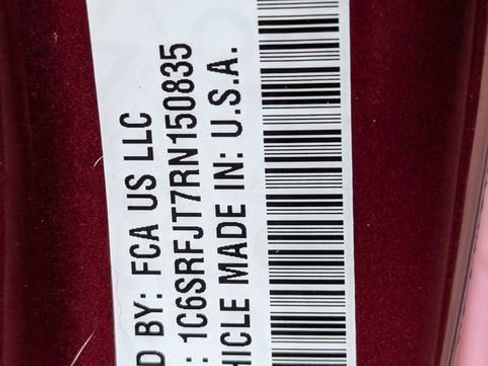 D BY: FCA US LLC
: 1C6SRFJT7RN150835
HICLE MADE IN: U.S.A.